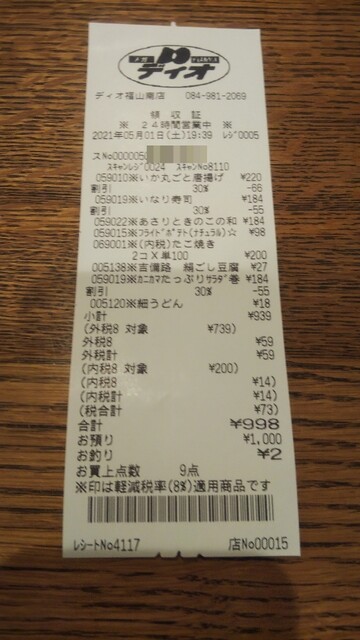 ディオ
ディオ福山南店 084-981-2069
領収証
※ 24時間営業中 ※
2021年05月01日(土)19:39 レジ0005
スNo0000050
スキャンレジ0024 スキャンNo8110
059010※いか丸ごと唐揚げ ¥220
割引 30% -66
059019※いなり寿司 ¥184
割引 30% -55
059022※あさりときのこの和 ¥184
059015※フライドポテト(ナチュラル)☆ ¥98
069001※(内税)たこ焼き
2コ×単100 ¥200
005138※吉備路 絹ごし豆腐 ¥27
059019※カニカマたっぷりサラダ巻 ¥184
割引 30% -55
005120※細うどん ¥18
小計 ¥939
(外税8 対象 ¥739)
外税8 ¥59
外税計 ¥59
(内税8 対象 ¥200)
(内税8 ¥14)
(内税計 ¥14)
(税合計 ¥73)
合計 ¥998
お預り ¥1,000
お釣り ¥2
お買上点数 9点
※印は軽減税率(8%)適用商品です
レシートNo4117 店No00015